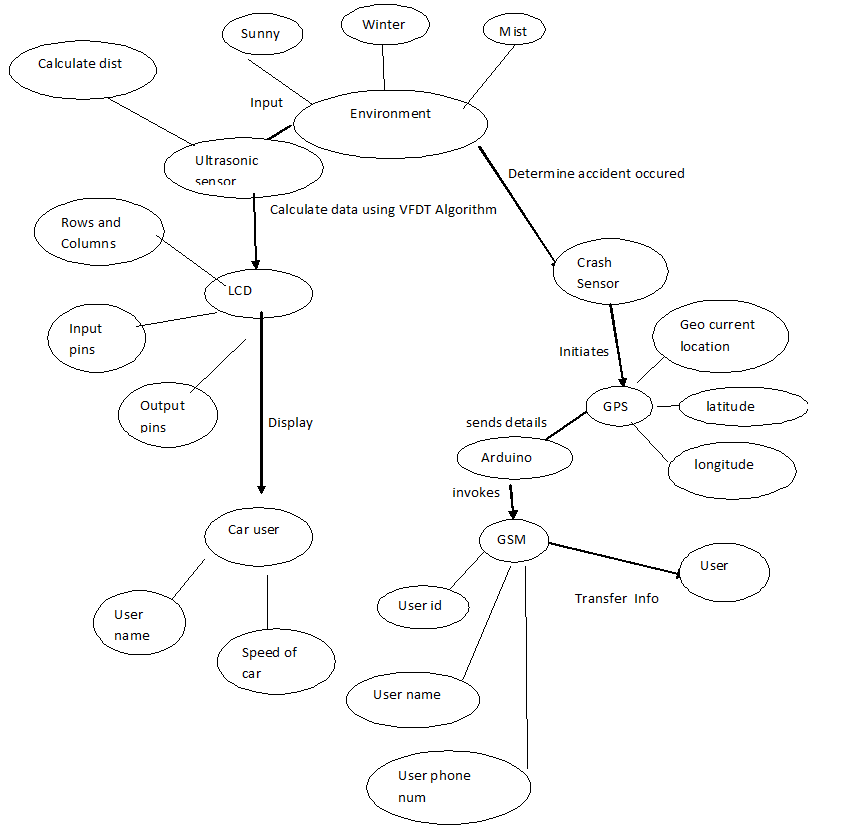 Sunny
Winter
Mist
Calculate dist
Input
Environment
Ultrasonic
sensor
Determine accident occured
Calculate data using VFDT Algorithm
Rows and
Columns
Crash
Sensor
LCD
Input
pins
Geo current
location
Initiates
Output
pins
GPS
latitude
Display
sends details
Arduino
longitude
invokes
Car user
GSM
User
User id
Transfer  Info
User
name
Speed of
car
User name
User phone
num